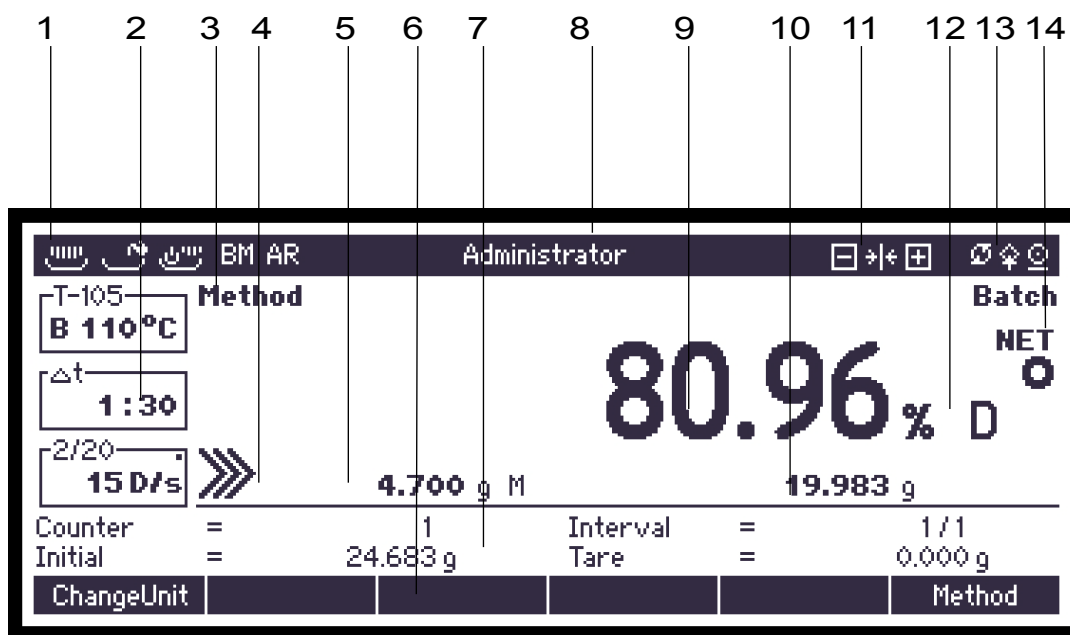 1 2 3 4 5 6 7 8 9 10 11 12 13 14
BM AR Administrator
T-105 Method Batch
B 110°C
NET
△t
1:30
80.96 % D
2/20
15 D/s
4.700 g M 19.983 g
Counter = 1 Interval = 1/1
Initial = 24.683 g Tare = 0.000 g
ChangeUnit Method